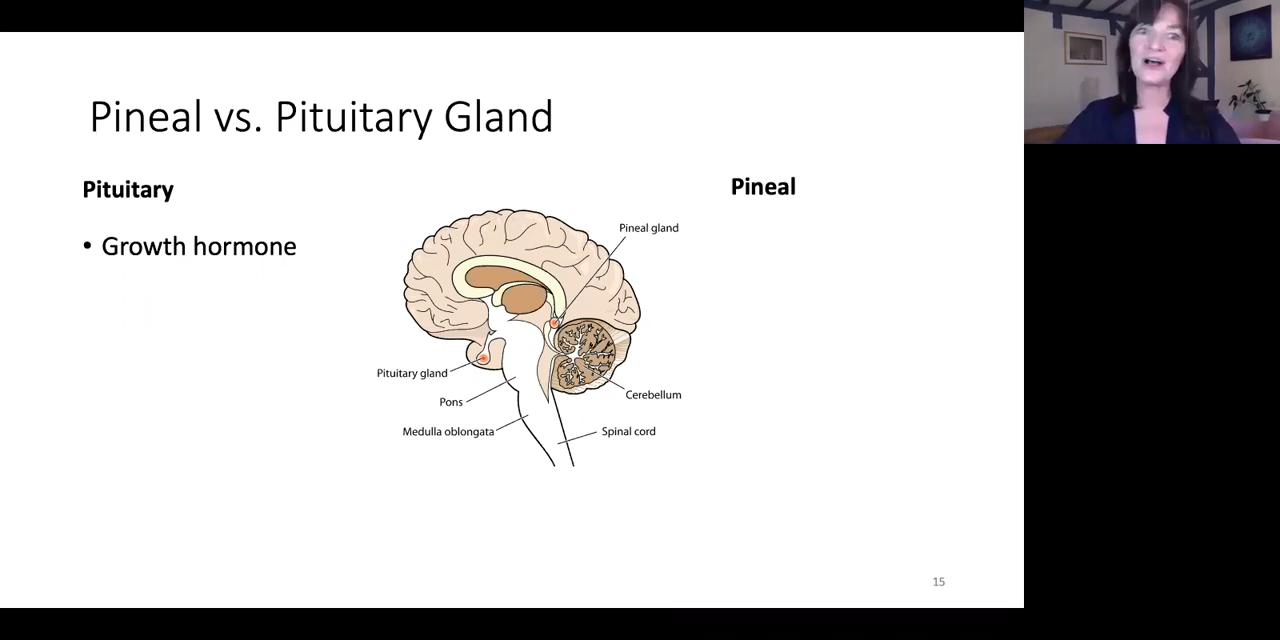 Pineal vs. Pituitary Gland
Pituitary
• Growth hormone
Pineal
Pineal gland
Pituitary gland
Pons
Medulla oblongata
Cerebellum
Spinal cord
15